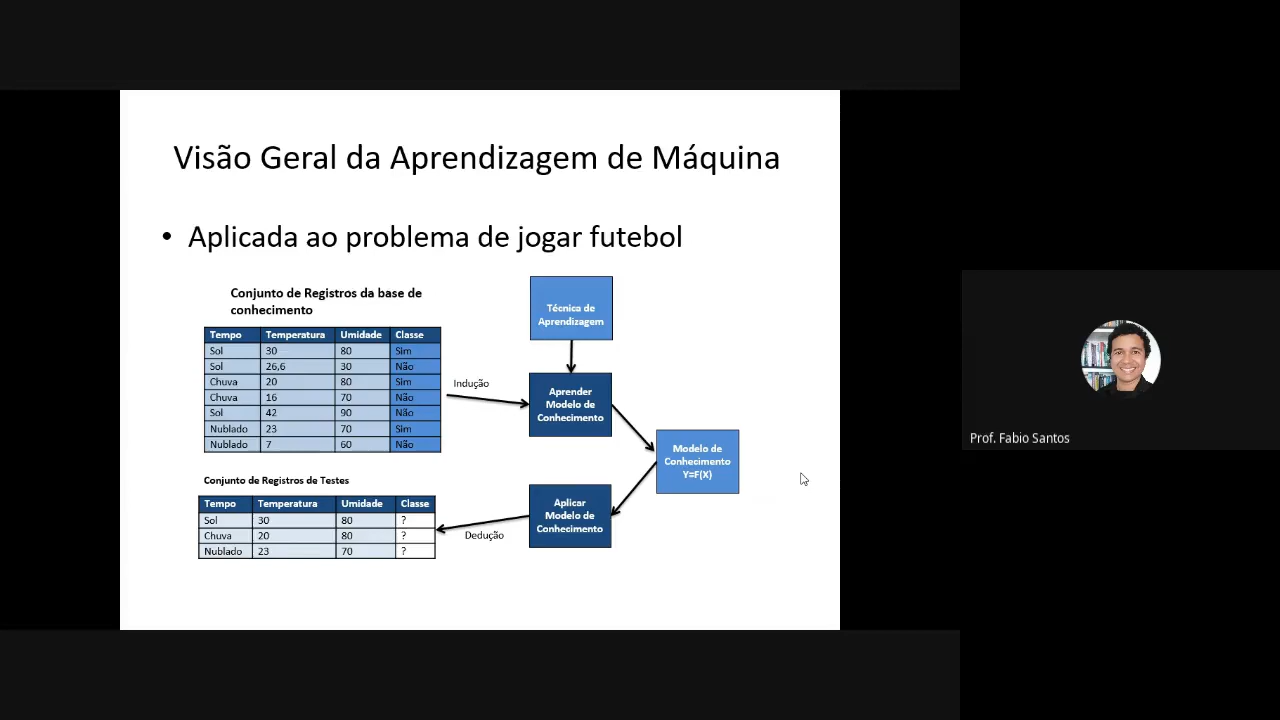 Visão Geral da Aprendizagem de Máquina
• Aplicada ao problema de jogar futebol
Conjunto de Registros da base de
conhecimento
Tempo Temperatura Umidade Classe
Sol 30 80 Sim
Sol 26,6 30 Não
Chuva 20 80 Sim
Chuva 16 70 Não
Sol 42 90 Não
Nublado 23 70 Sim
Nublado 7 60 Não
Indução
Técnica de
Aprendizagem
Aprender
Modelo de
Conhecimento
Modelo de
Conhecimento
Y=F(X)
Aplicar
Modelo de
Conhecimento
Dedução
Conjunto de Registros de Testes
Tempo Temperatura Umidade Classe
Sol 30 80 ?
Chuva 20 80 ?
Nublado 23 70 ?
Prof. Fabio Santos